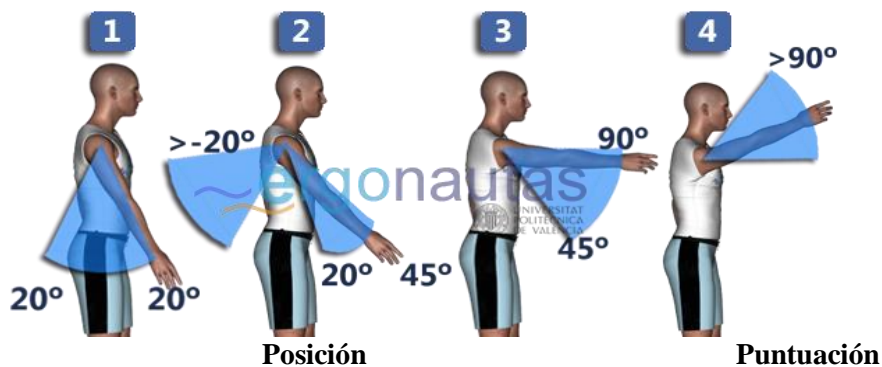 1 2 3 4
>90º
>-20º 90º
ergonautas
UNIVERSITAT
POLITÈCNICA
DE VALÈNCIA
45º
20º 20º 20º 45º
Posición Puntuación